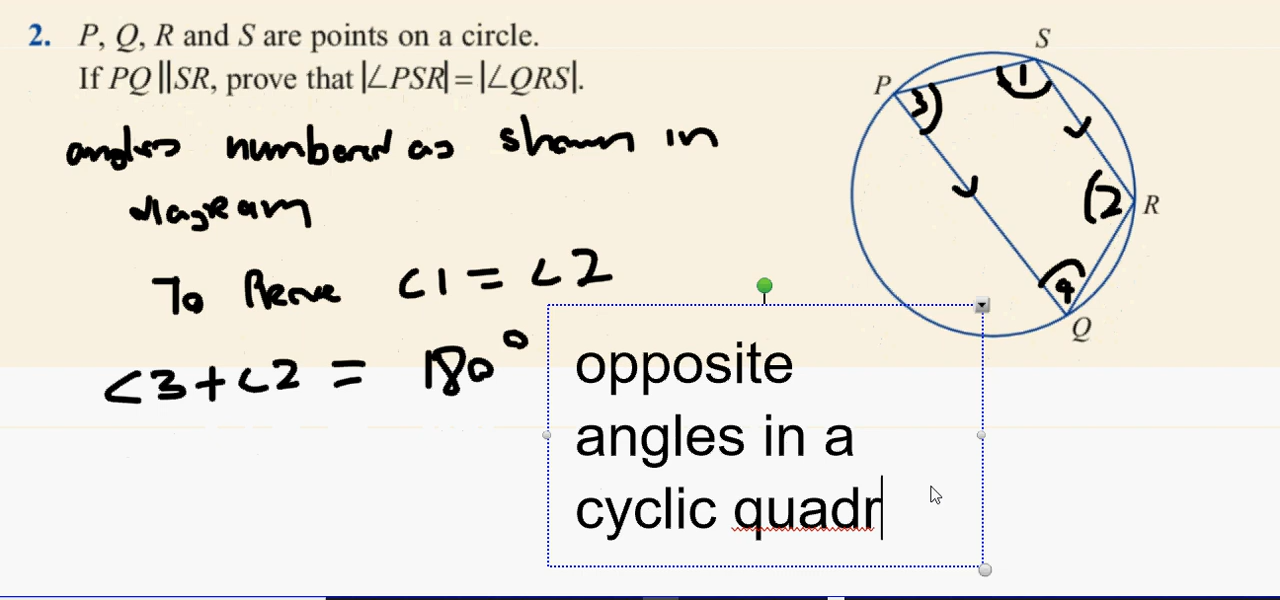 2. P, Q, R and S are points on a circle.
If PQ || SR, prove that |∠PSR| = |∠QRS|.
angles numbered as shown in
diagram
To Prove <1 = <2
<3 + <2 = 180°
opposite
angles in a
cyclic quadr
S
P
R
Q
1
3
2
4